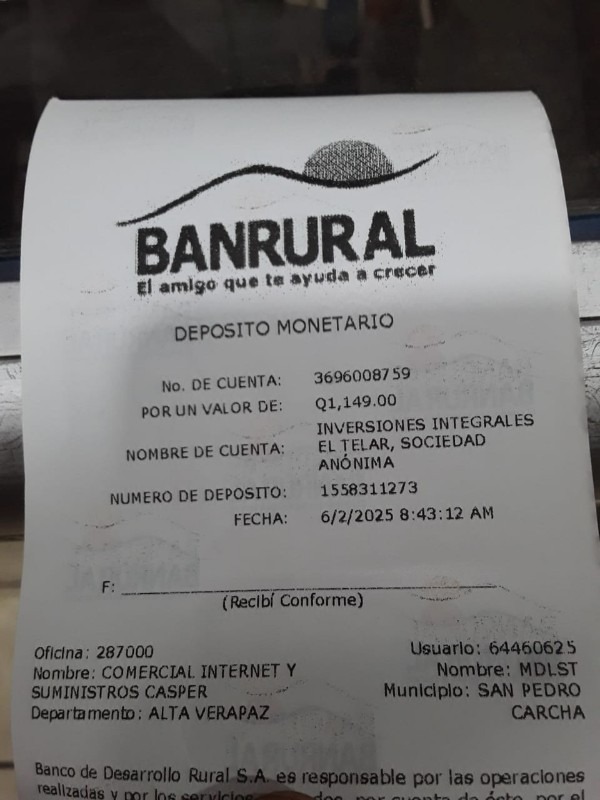 BANRURAL
El amigo que te ayuda a crecer
DEPOSITO MONETARIO
No. DE CUENTA: 3696008759
POR UN VALOR DE: Q1,149.00
NOMBRE DE CUENTA: INVERSIONES INTEGRALES
EL TELAR, SOCIEDAD
ANÓNIMA
NUMERO DE DEPOSITO: 1558311273
FECHA: 6/2/2025 8:43:12 AM
F:
(Recibí Conforme)
Oficina: 287000
Nombre: COMERCIAL INTERNET Y
SUMINISTROS CASPER
Departamento: ALTA VERAPAZ
Usuario: 64460625
Nombre: MDLST
Municipio: SAN PEDRO
CARCHA
Banco de Desarrollo Rural S.A. es responsable por las operaciones
realizadas y por los servicios por cuenta de éste, por el